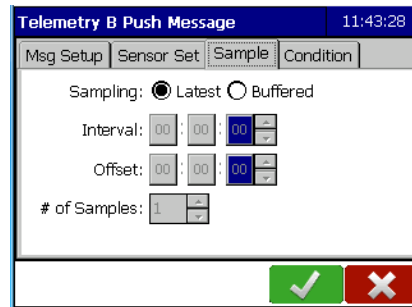 Telemetry B Push Message 11:43:28
Msg Setup Sensor Set Sample Condition
Sampling: Latest Buffered
Interval: 00 : 00 : 00
Offset: 00 : 00 : 00
# of Samples: 1